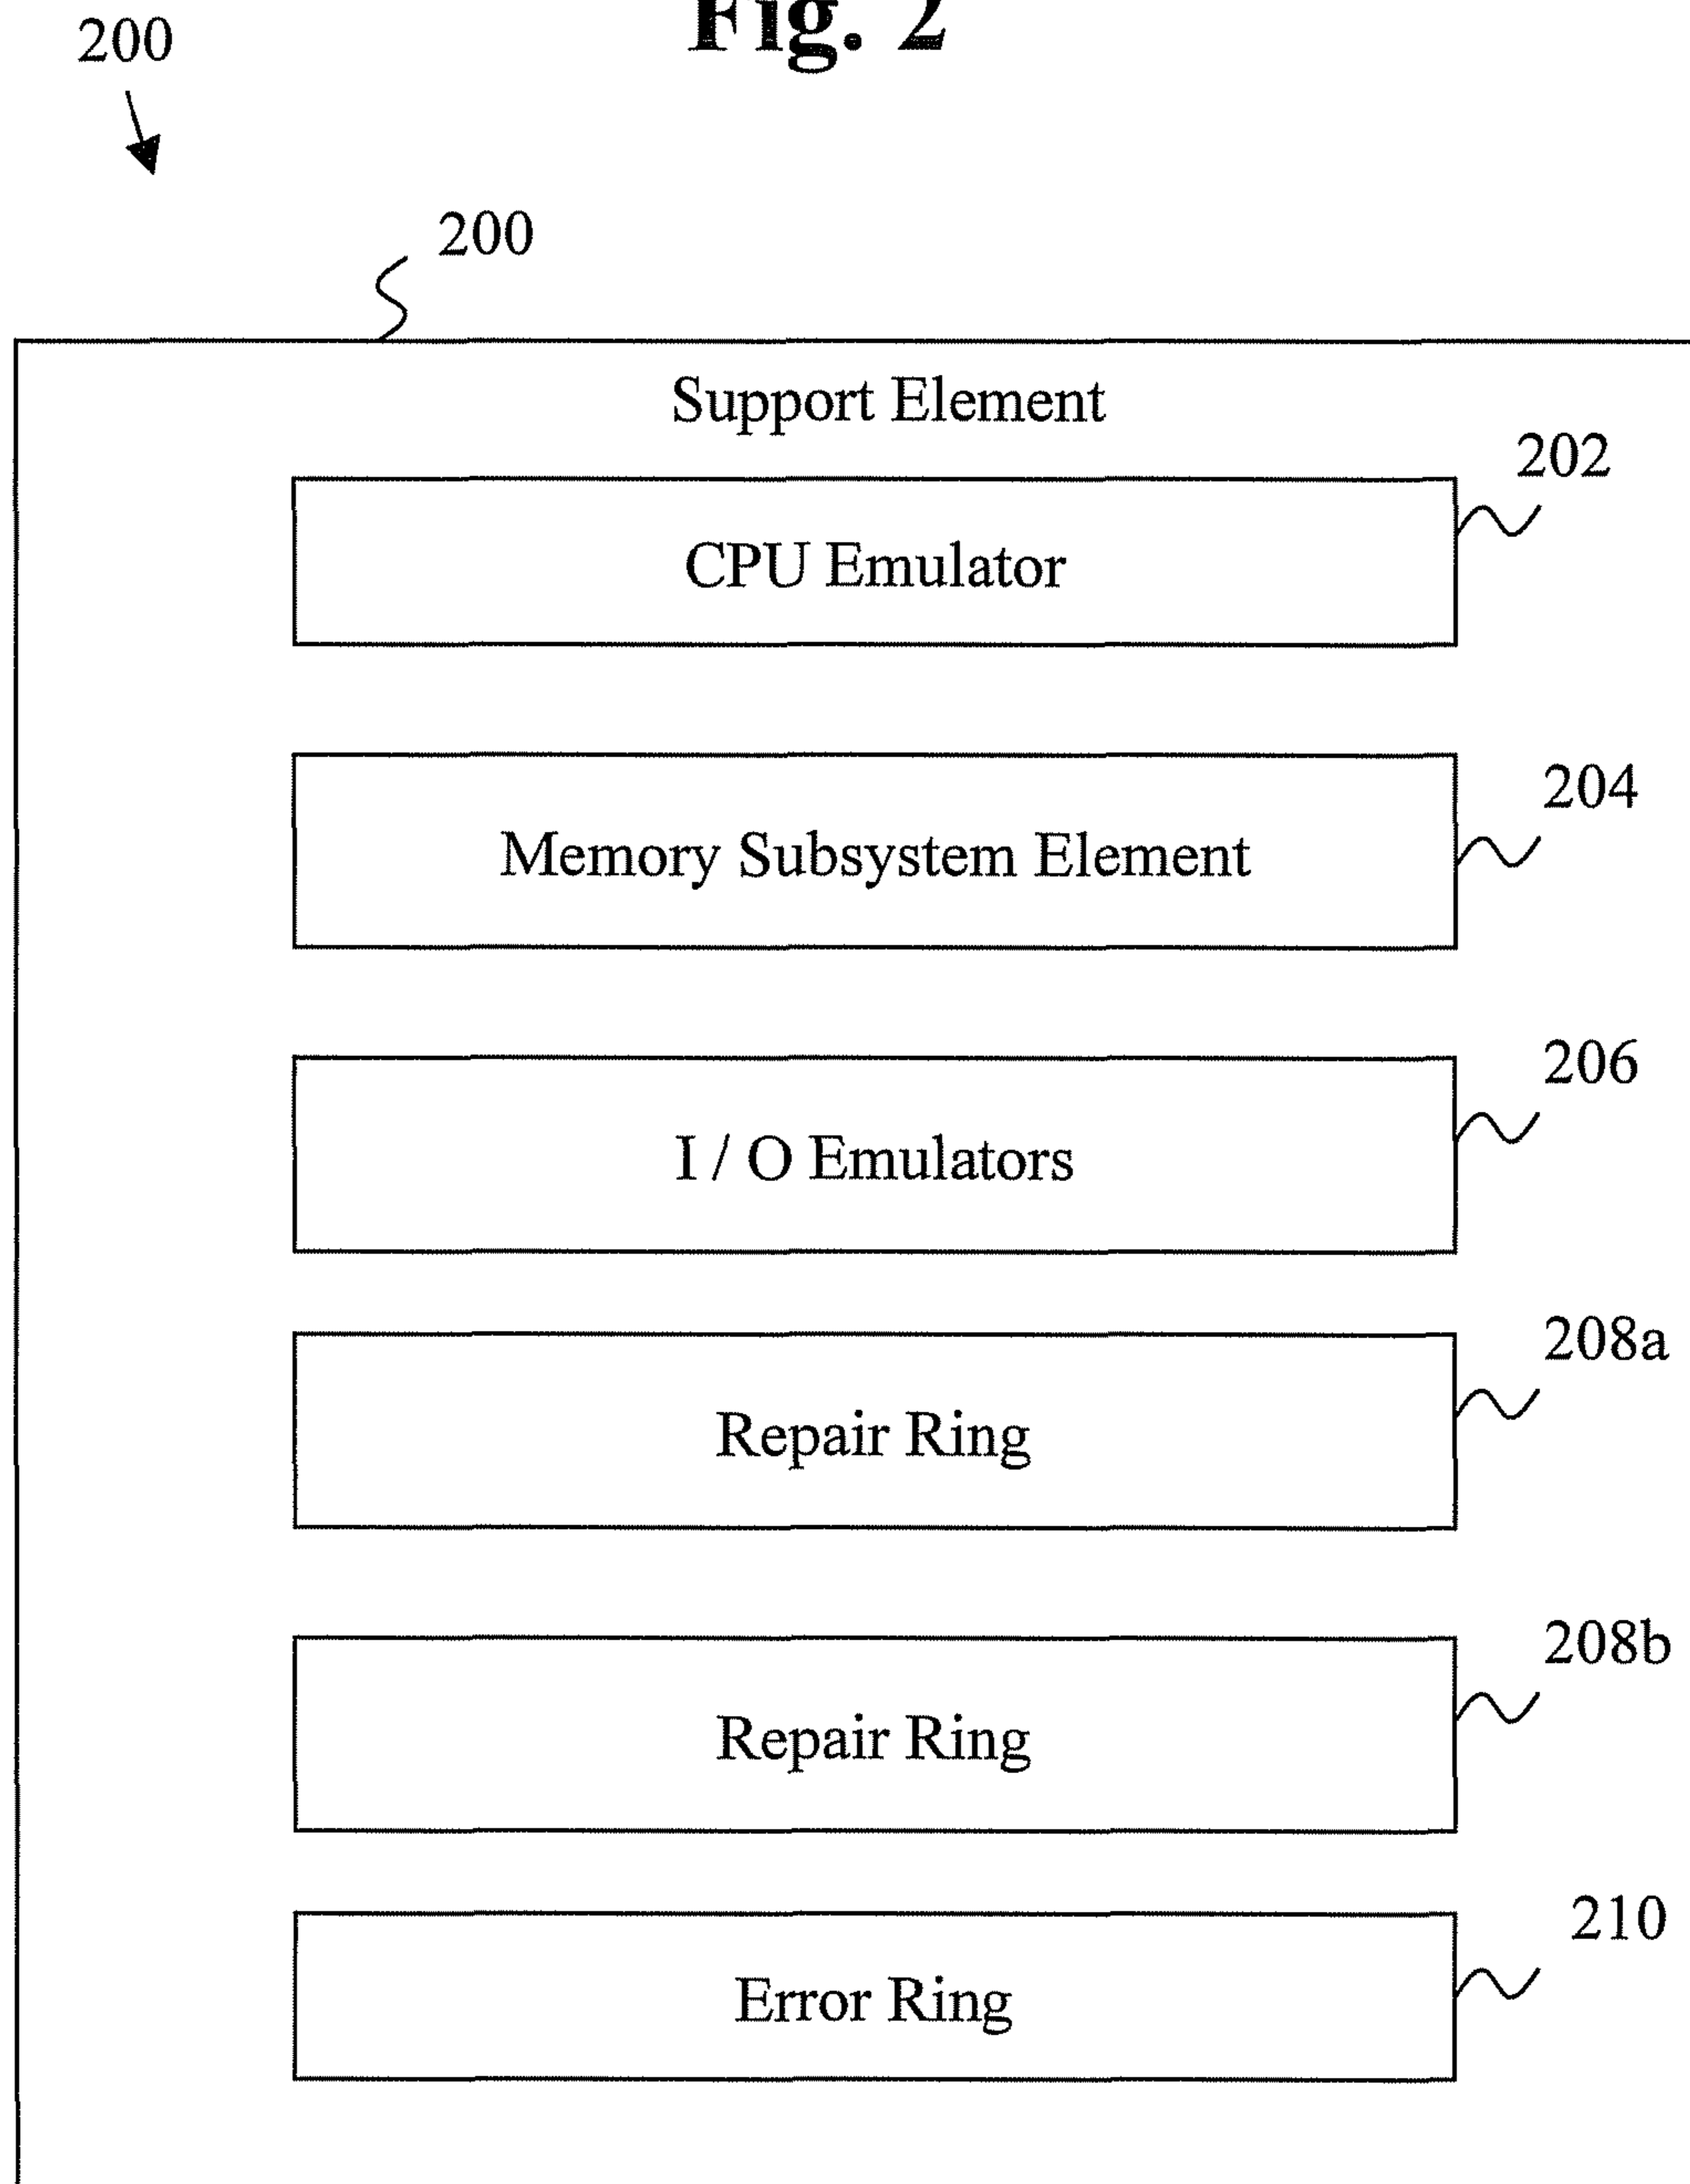 Fig. 2
200
200
Support Element
202
CPU Emulator
204
Memory Subsystem Element
206
I / O Emulators
208a
Repair Ring
208b
Repair Ring
210
Error Ring